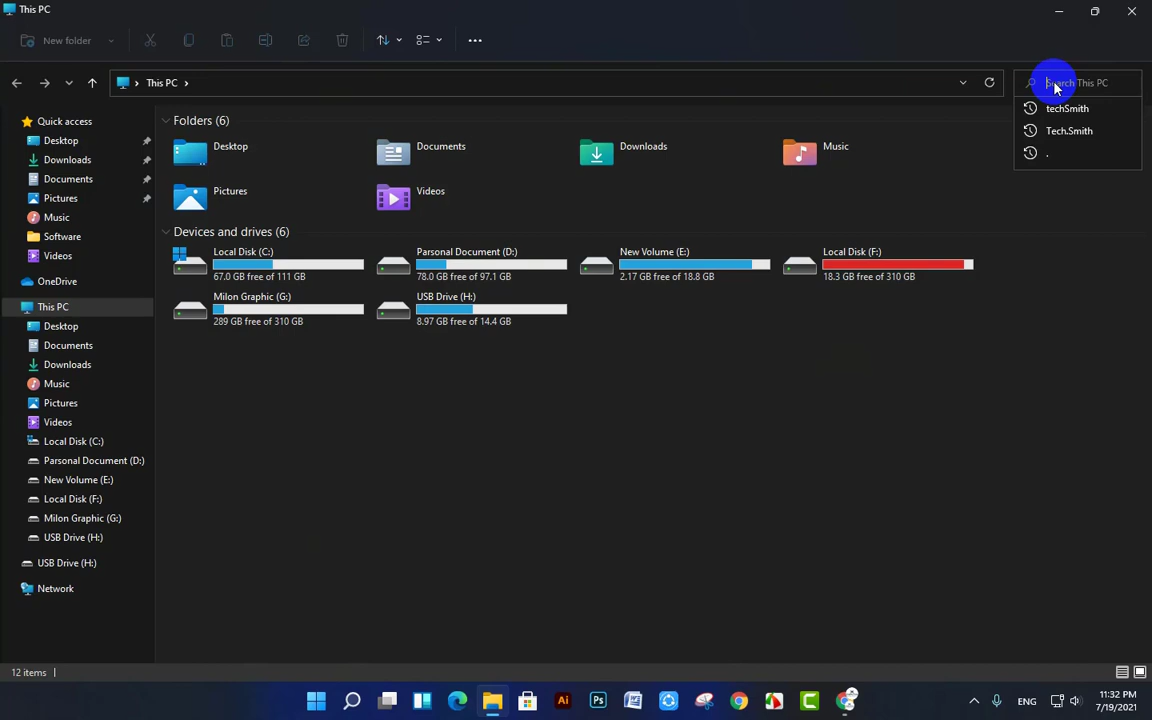 This PC
New folder
This PC
Search This PC
techSmith
Tech.Smith
.
Quick access
Desktop
Downloads
Documents
Pictures
Music
Software
Videos
OneDrive
This PC
Desktop
Documents
Downloads
Music
Pictures
Videos
Local Disk (C:)
Parsonal Document (D:)
New Volume (E:)
Local Disk (F:)
Milon Graphic (G:)
USB Drive (H:)
USB Drive (H:)
Network
Folders (6)
Desktop
Documents
Downloads
Music
Pictures
Videos
Devices and drives (6)
Local Disk (C:)
67.0 GB free of 111 GB
Parsonal Document (D:)
78.0 GB free of 97.1 GB
New Volume (E:)
2.17 GB free of 18.8 GB
Local Disk (F:)
18.3 GB free of 310 GB
Milon Graphic (G:)
289 GB free of 310 GB
USB Drive (H:)
8.97 GB free of 14.4 GB
12 items
Ai
Ps
ENG
11:32 PM
7/19/2021